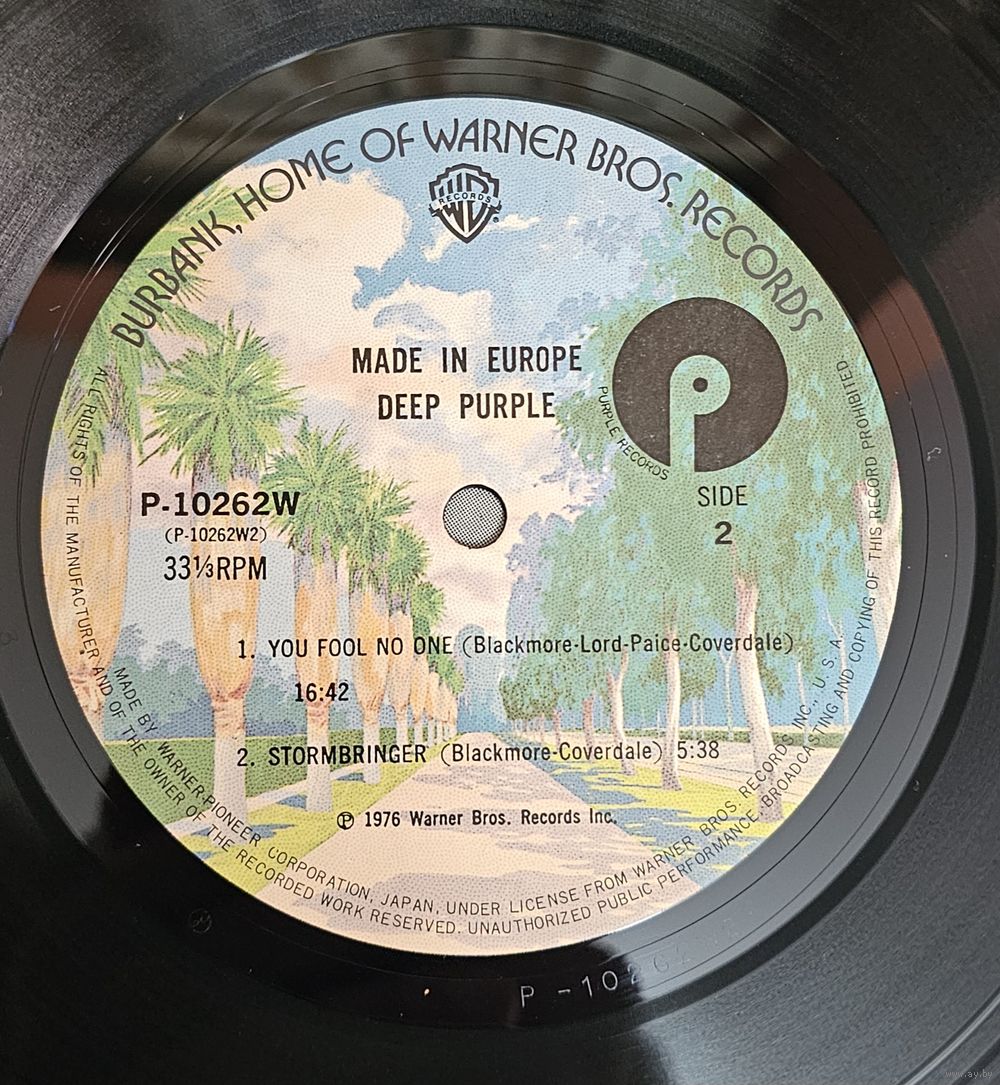 BURBANK, HOME OF WARNER BROS. RECORDS
RECORDS
MADE IN EUROPE
DEEP PURPLE
PURPLE RECORDS
P-10262W
(P-10262W2)
33⅓RPM
SIDE
2
1. YOU FOOL NO ONE (Blackmore-Lord-Paice-Coverdale)
16:42
2. STORMBRINGER (Blackmore-Coverdale) 5:38
℗ 1976 Warner Bros. Records Inc.
MADE BY WARNER-PIONEER CORPORATION, JAPAN, UNDER LICENSE FROM WARNER BROS. RECORDS INC., U. S. A.
ALL RIGHTS OF THE MANUFACTURER AND OF THE OWNER OF THE RECORDED WORK RESERVED. UNAUTHORIZED PUBLIC PERFORMANCE, BROADCASTING AND COPYING OF THIS RECORD PROHIBITED
P-1026
www.ay.by